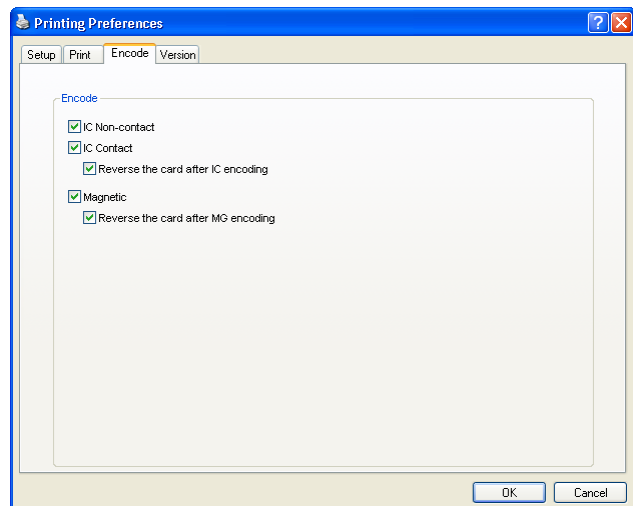 Printing Preferences
Setup Print Encode Version
Encode
IC Non-contact
IC Contact
Reverse the card after IC encoding
Magnetic
Reverse the card after MG encoding
OK Cancel